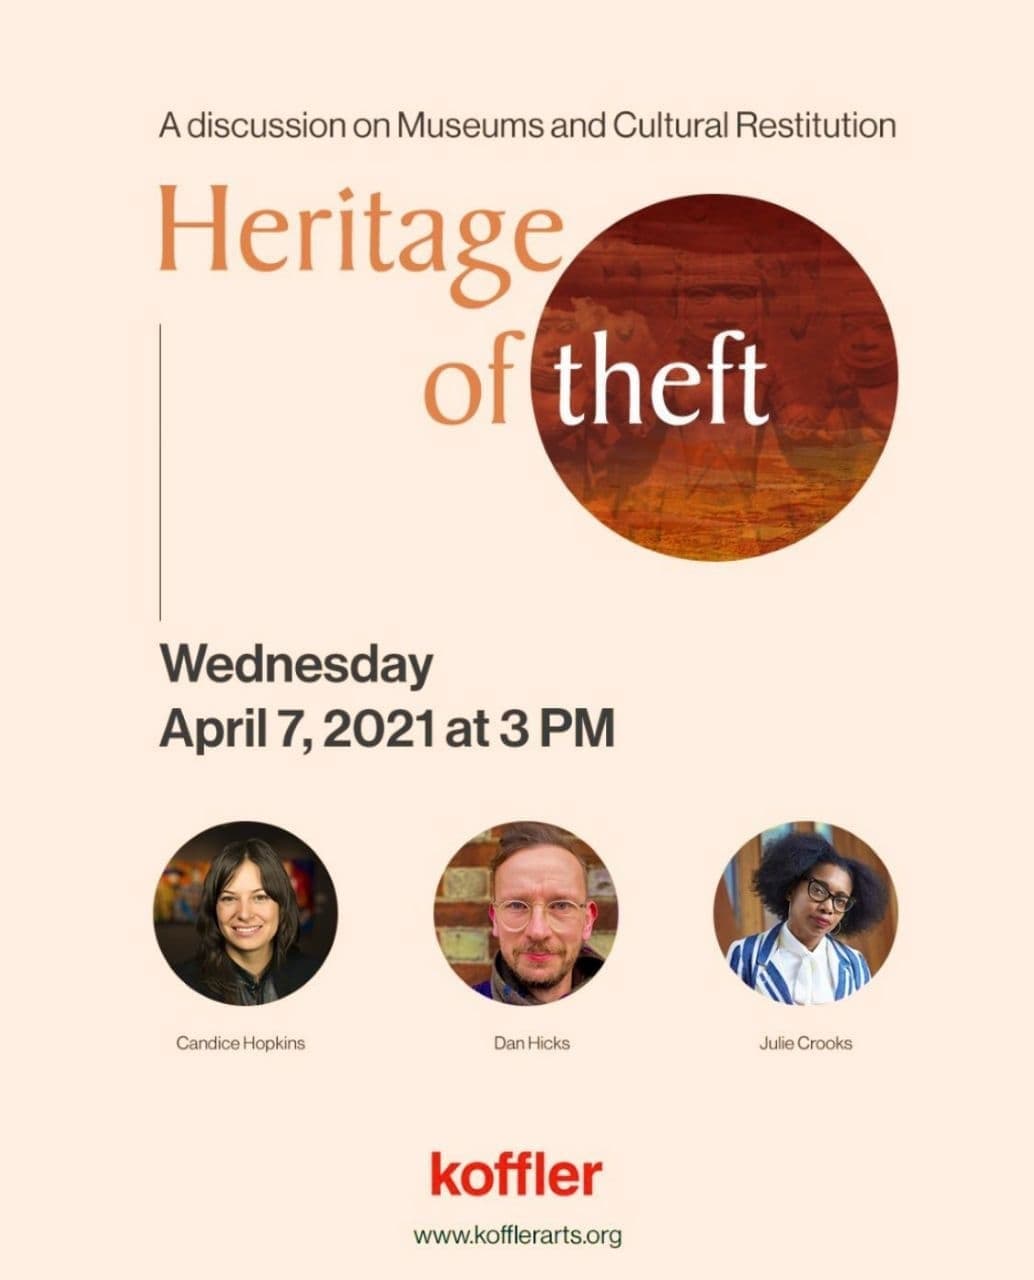 A discussion on Museums and Cultural Restitution
Heritage
of theft
Wednesday
April 7, 2021 at 3 PM
Candice Hopkins
Dan Hicks
Julie Crooks
koffler
www.kofflerarts.org